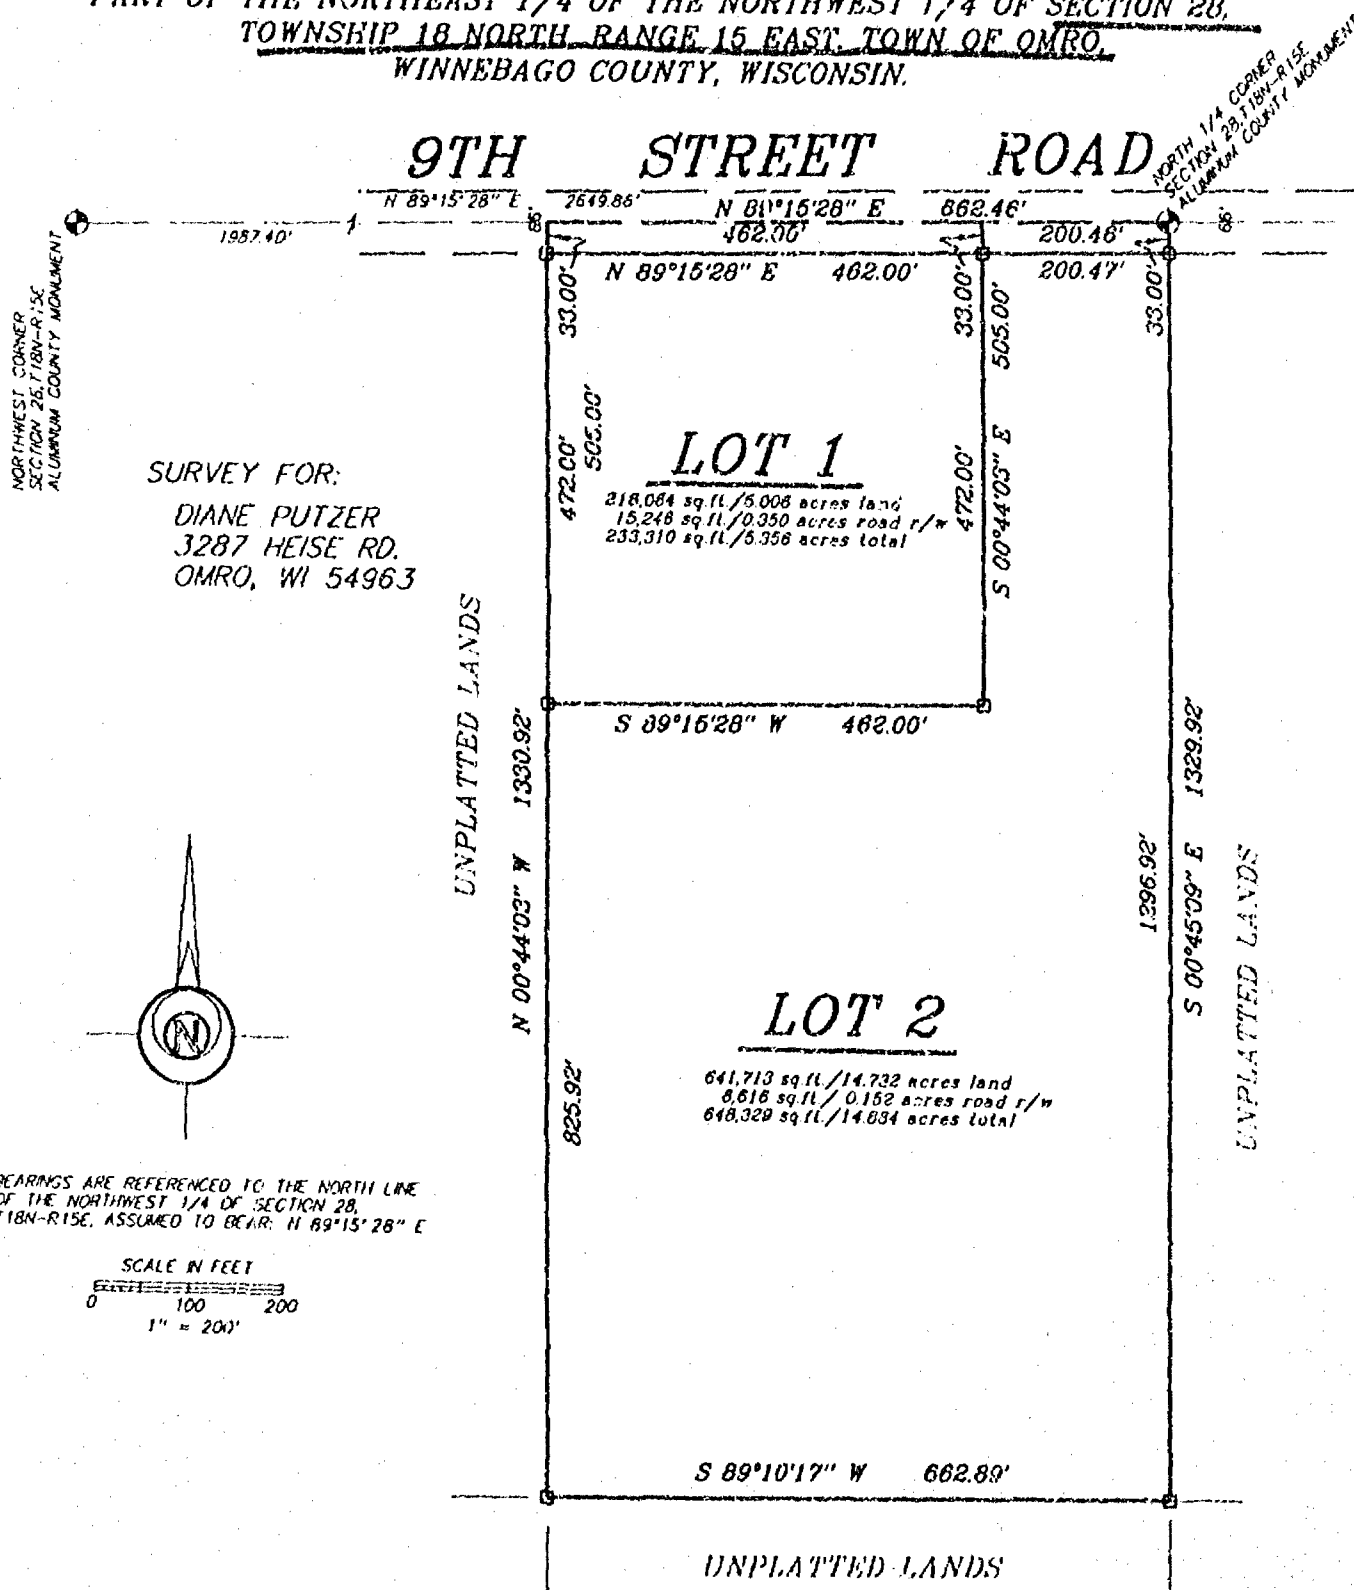 PART OF THE NORTHEAST 1/4 OF THE NORTHWEST 1/4 OF SECTION 28,
TOWNSHIP 18 NORTH, RANGE 15 EAST, TOWN OF OMRO,
WINNEBAGO COUNTY, WISCONSIN.
NORTH 1/4 CORNER
SECTION 28,T18N-R15E
ALUMINUM COUNTY MONUMENT
9TH STREET ROAD
N 89°15'28" E 2649.86'
N 89°15'28" E 662.46'
1987.40'
66'
462.00'
200.46'
66'
N 89°15'28" E 462.00'
200.47'
33.00'
33.00'
33.00'
NORTHWEST CORNER
SECTION 28,T18N-R15E
ALUMINUM COUNTY MONUMENT
SURVEY FOR:
DIANE PUTZER
3287 HEISE RD.
OMRO, WI 54963
472.00'
505.00'
LOT 1
218,064 sq.ft./5.006 acres land
15,246 sq.ft./0.350 acres road r/w
233,310 sq.ft./5.356 acres total
472.00'
S 00°44'03" E 505.00'
S 89°15'28" W 462.00'
UNPLATTED LANDS
N 00°44'03" W 1330.92'
825.92'
1296.92'
S 00°45'09" E 1329.92'
UNPLATTED LANDS
N
LOT 2
641,713 sq.ft./14.732 acres land
6,616 sq.ft./ 0.152 acres road r/w
648,329 sq.ft./14.884 acres total
BEARINGS ARE REFERENCED TO THE NORTH LINE
OF THE NORTHWEST 1/4 OF SECTION 28,
T18N-R15E, ASSUMED TO BEAR: N 89°15'28" E
SCALE IN FEET
0 100 200
1" = 200'
S 89°10'17" W 662.89'
UNPLATTED LANDS